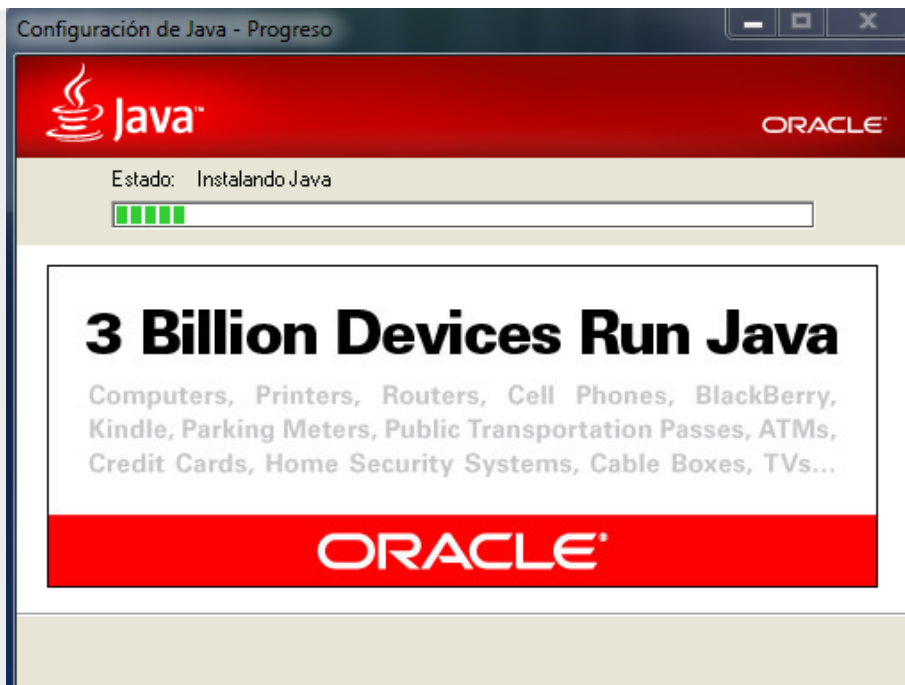 Configuración de Java - Progreso
Java™
ORACLE®
Estado: Instalando Java
3 Billion Devices Run Java
Computers, Printers, Routers, Cell Phones, BlackBerry,
Kindle, Parking Meters, Public Transportation Passes, ATMs,
Credit Cards, Home Security Systems, Cable Boxes, TVs...
ORACLE®